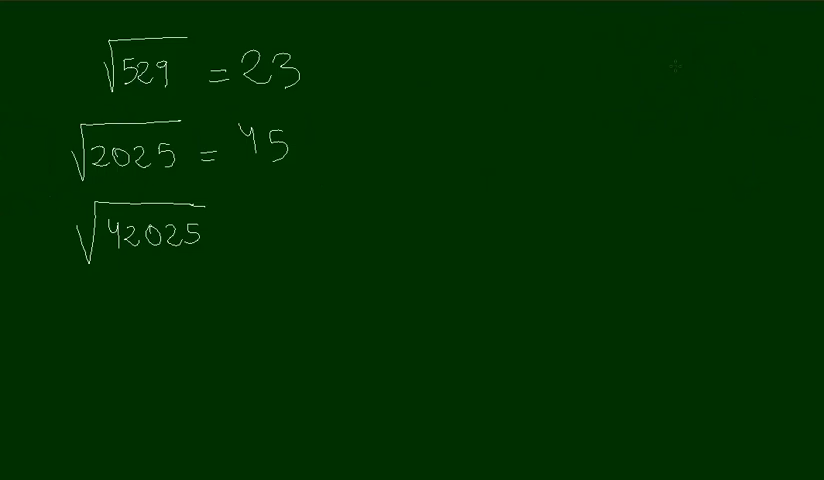 √529 = 23
√2025 = 45
√42025